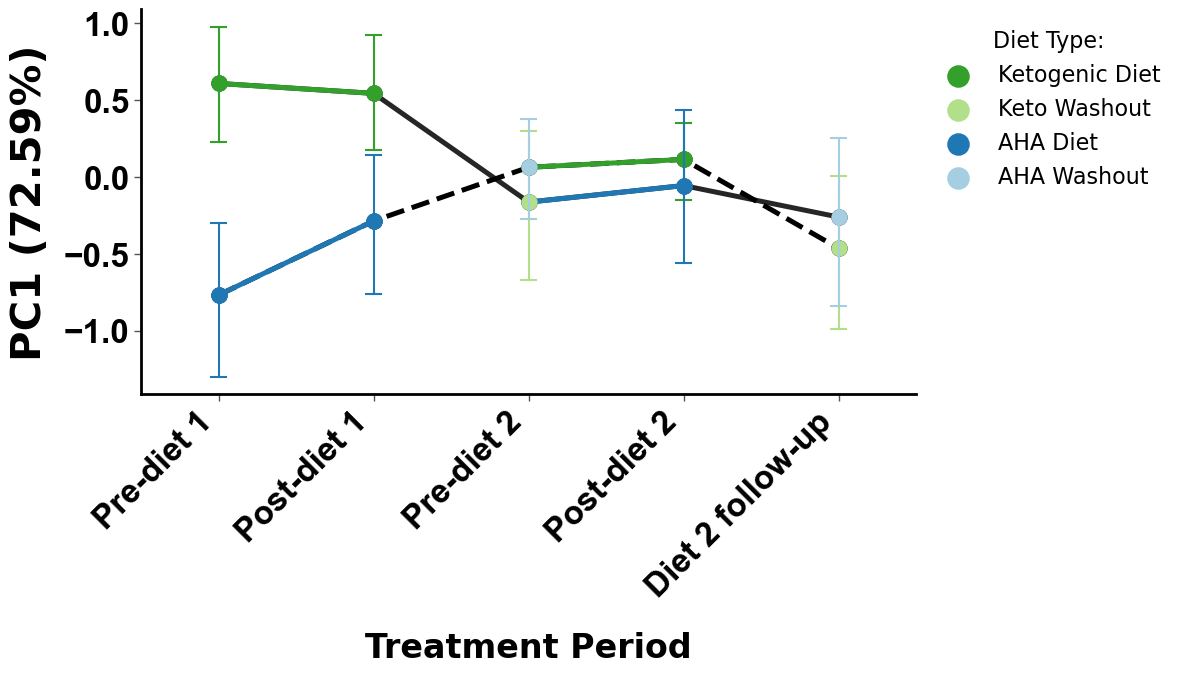 PC1 (72.59%)
1.0
0.5
0.0
−0.5
−1.0
Pre-diet 1
Post-diet 1
Pre-diet 2
Post-diet 2
Diet 2 follow-up
Treatment Period
Diet Type:
Ketogenic Diet
Keto Washout
AHA Diet
AHA Washout